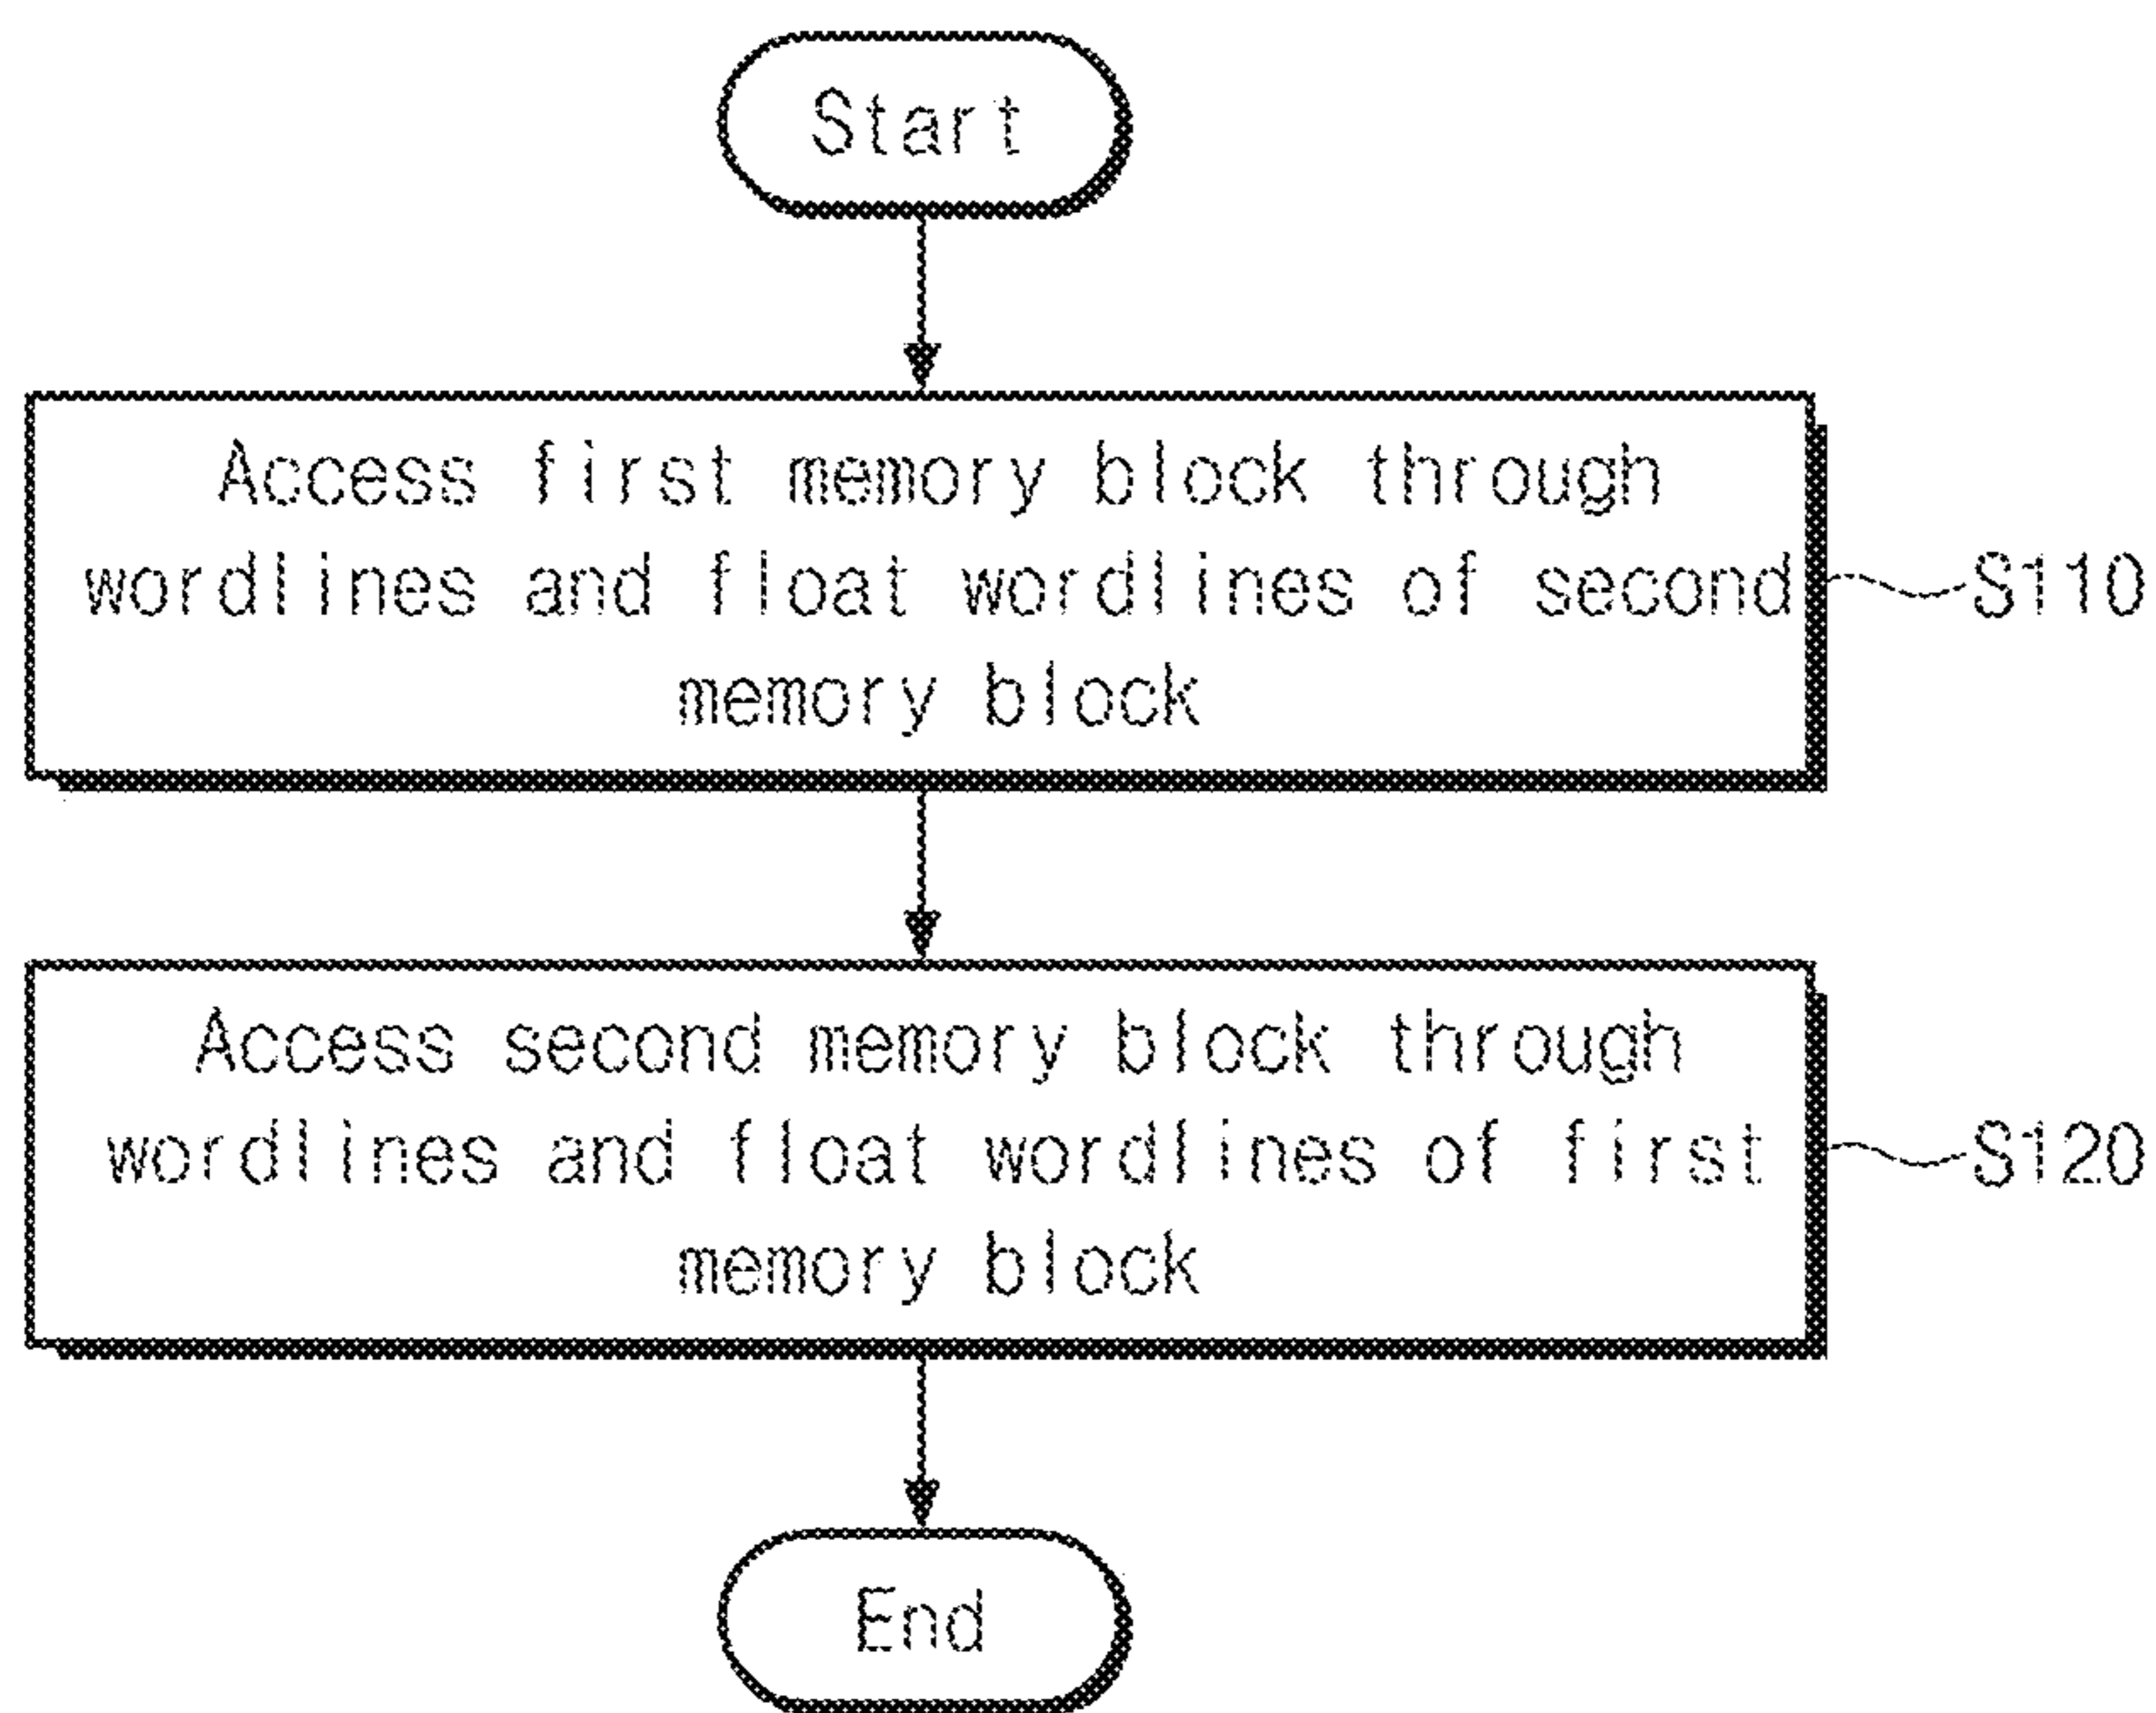 Start
Access first memory block through
wordlines and float wordlines of second
memory block
S110
Access second memory block through
wordlines and float wordlines of first
memory block
S120
End